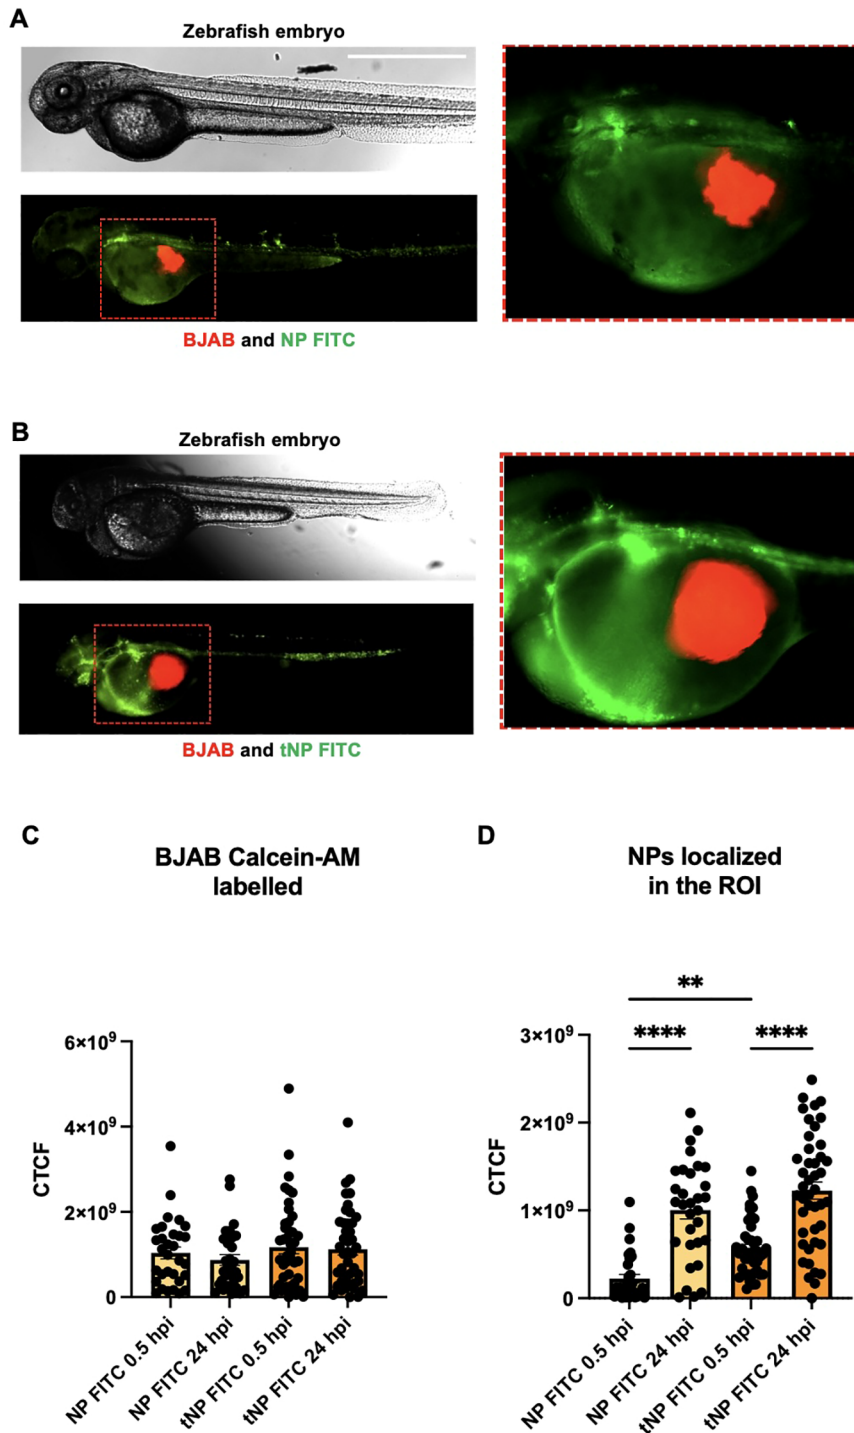 A
Zebrafish embryo
BJAB and NP FITC
B
Zebrafish embryo
BJAB and tNP FITC
C
BJAB Calcein-AM
labelled
CTCF
6×10⁹
4×10⁹
2×10⁹
0
NP FITC 0.5 hpi
NP FITC 24 hpi
tNP FITC 0.5 hpi
tNP FITC 24 hpi
D
NPs localized
in the ROI
**
**** ****
CTCF
3×10⁹
2×10⁹
1×10⁹
0
NP FITC 0.5 hpi
NP FITC 24 hpi
tNP FITC 0.5 hpi
tNP FITC 24 hpi